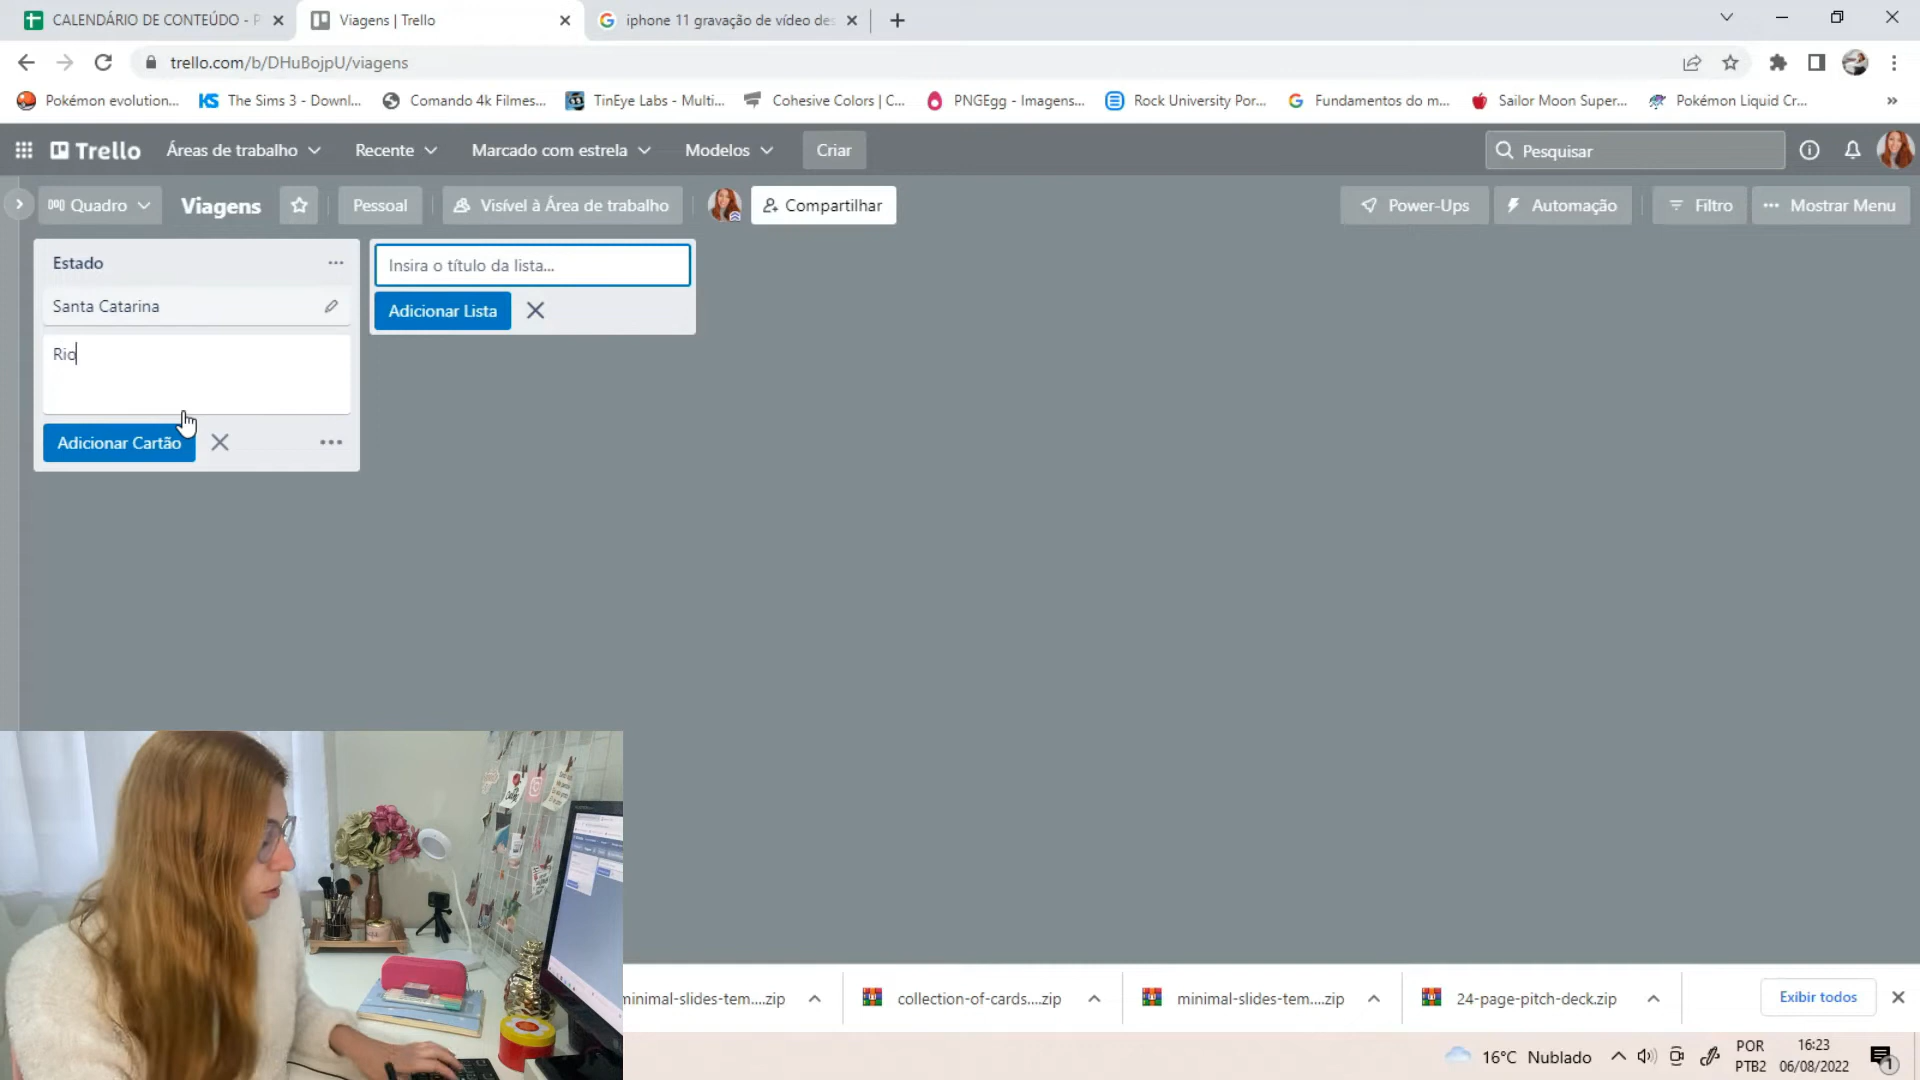 CALENDÁRIO DE CONTEÚDO - P
Viagens | Trello
iphone 11 gravação de vídeo des
trello.com/b/DHuBojpU/viagens
Pokémon evolution...
The Sims 3 - Downl...
Comando 4k Filmes...
TinEye Labs - Multi...
Cohesive Colors | C...
PNGEgg - Imagens...
Rock University Por...
Fundamentos do m...
Sailor Moon Super...
Pokémon Liquid Cr...
Trello
Áreas de trabalho
Recente
Marcado com estrela
Modelos
Criar
Pesquisar
Quadro
Viagens
Pessoal
Visível à Área de trabalho
Compartilhar
Power-Ups
Automação
Filtro
Mostrar Menu
Estado
Insira o título da lista...
Santa Catarina
Adicionar Lista
Rio
Adicionar Cartão
minimal-slides-tem....zip
collection-of-cards....zip
minimal-slides-tem....zip
24-page-pitch-deck.zip
Exibir todos
16°C Nublado
POR
PTB2
16:23
06/08/2022
1